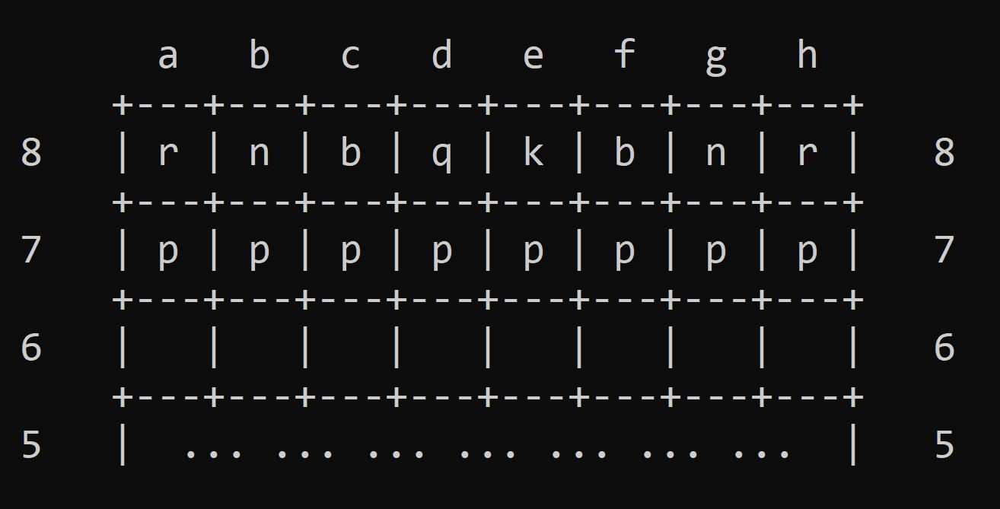 a     b     c     d     e     f     g     h
      +-----+-----+-----+-----+-----+-----+-----+-----+
8     |  r  |  n  |  b  |  q  |  k  |  b  |  n  |  r  |     8
      +-----+-----+-----+-----+-----+-----+-----+-----+
7     |  p  |  p  |  p  |  p  |  p  |  p  |  p  |  p  |     7
      +-----+-----+-----+-----+-----+-----+-----+-----+
6     |     |     |     |     |     |     |     |     |     6
      +-----+-----+-----+-----+-----+-----+-----+-----+
5     |    ... ... ... ... ... ... ...    |     5